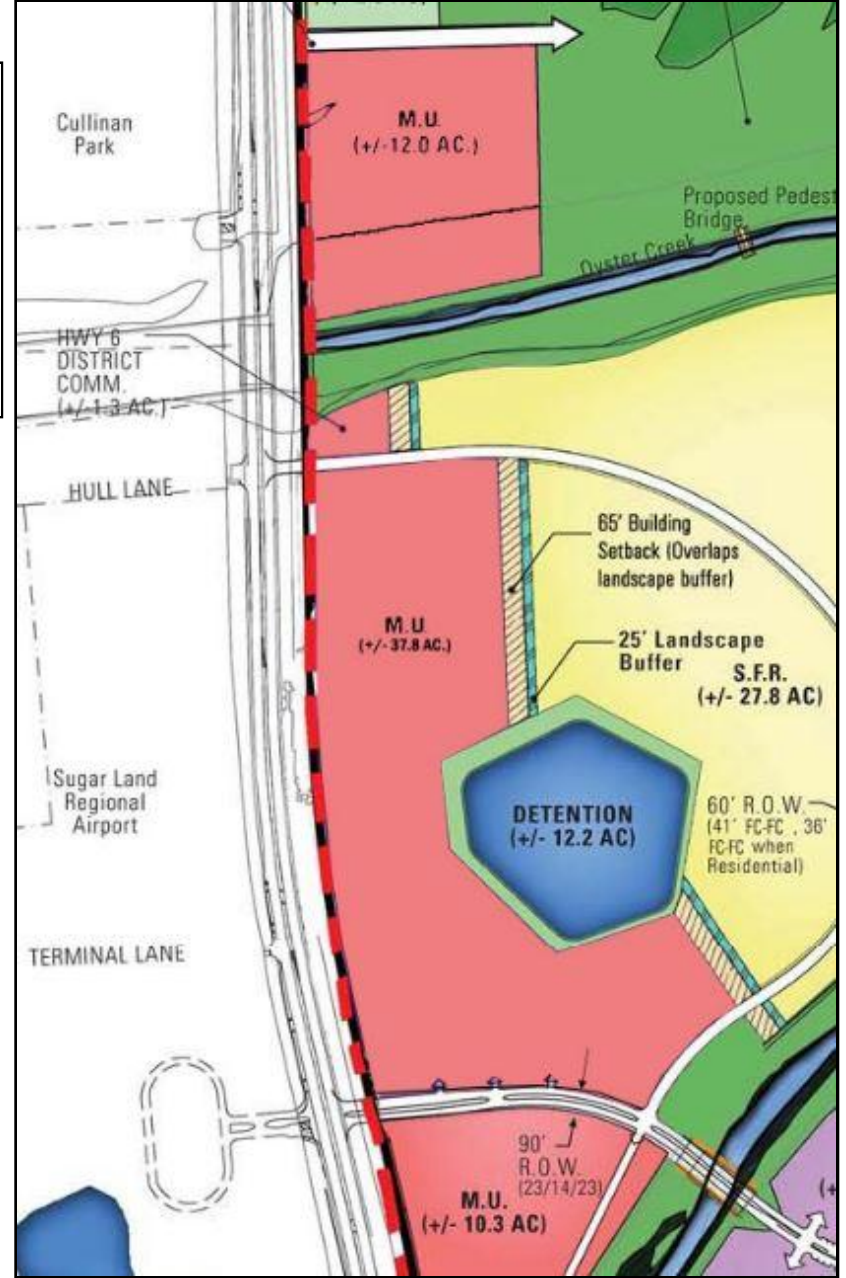 M.U.
(+/-12.0 AC.)
Cullinan
Park
Proposed Pedest
Bridge
Oyster Creek
HWY 6
DISTRICT
COMM.
(+/-1.3 AC.)
HULL LANE
65' Building
Setback (Overlaps
landscape buffer)
M.U.
(+/- 37.8 AC.)
25' Landscape
Buffer
S.F.R.
(+/- 27.8 AC)
Sugar Land
Regional
Airport
DETENTION
(+/- 12.2 AC)
60' R.O.W.
(41' FC-FC , 36'
FC-FC when
Residential)
TERMINAL LANE
90'
R.O.W.
(23/14/23)
M.U.
(+/- 10.3 AC)
(+